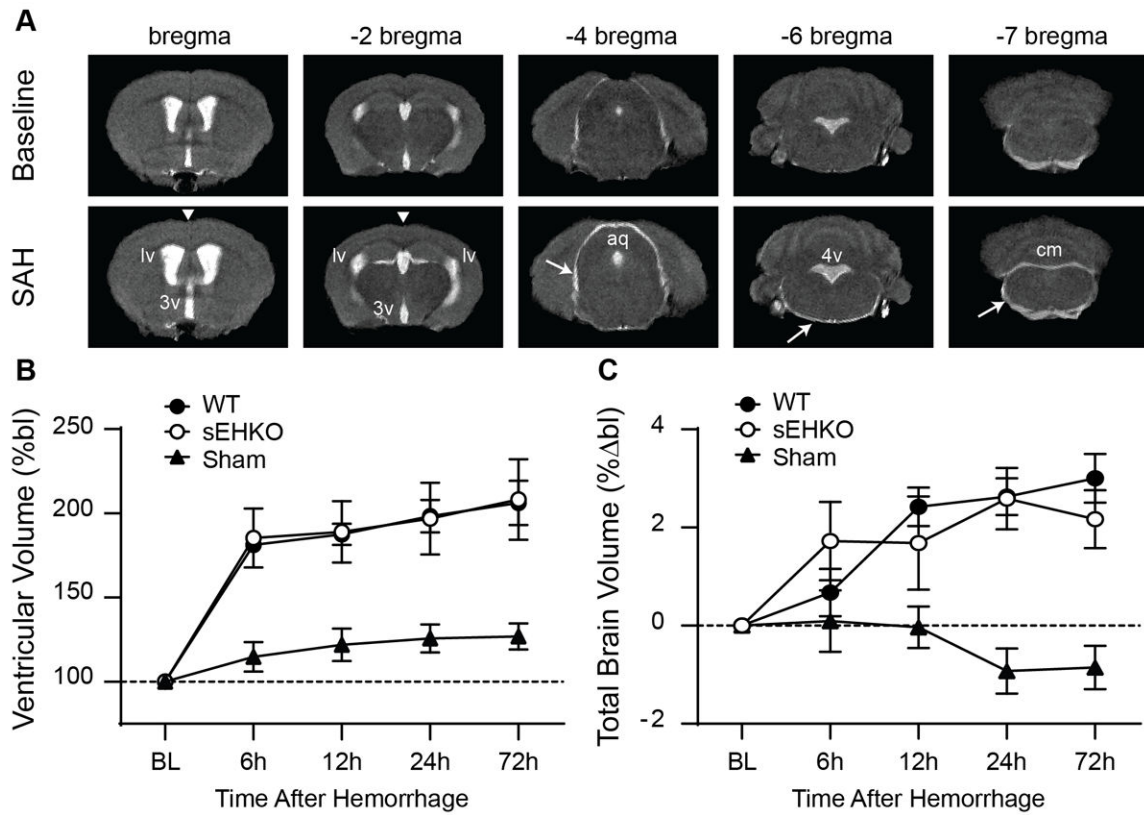 A
bregma
-2 bregma
-4 bregma
-6 bregma
-7 bregma
Baseline
SAH
lv
3v
lv
3v
lv
aq
4v
cm
B
Ventricular Volume (%bl)
WT
sEHKO
Sham
250
200
150
100
BL
6h
12h
24h
72h
Time After Hemorrhage
C
Total Brain Volume (%Δbl)
WT
sEHKO
Sham
4
2
0
-2
BL
6h
12h
24h
72h
Time After Hemorrhage